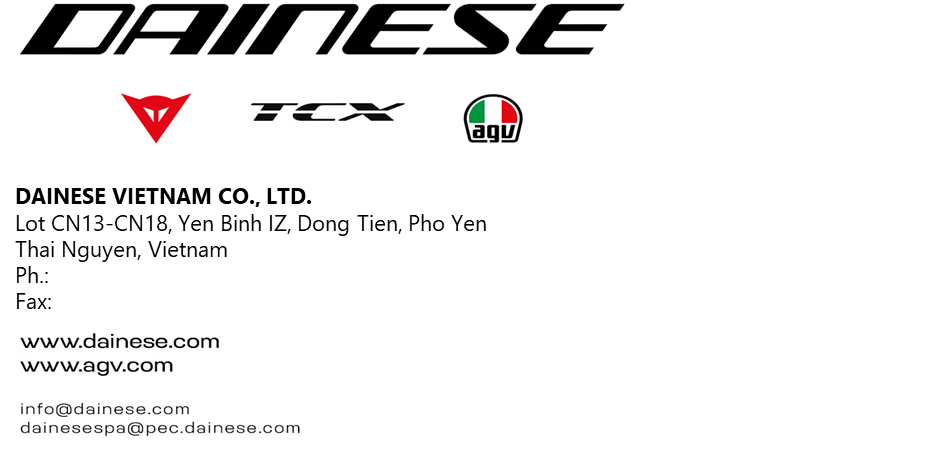 DAINESE
TCX
agv
DAINESE VIETNAM CO., LTD.
Lot CN13-CN18, Yen Binh IZ, Dong Tien, Pho Yen
Thai Nguyen, Vietnam
Ph.:
Fax:
www.dainese.com
www.agv.com
info@dainese.com
dainesespa@pec.dainese.com